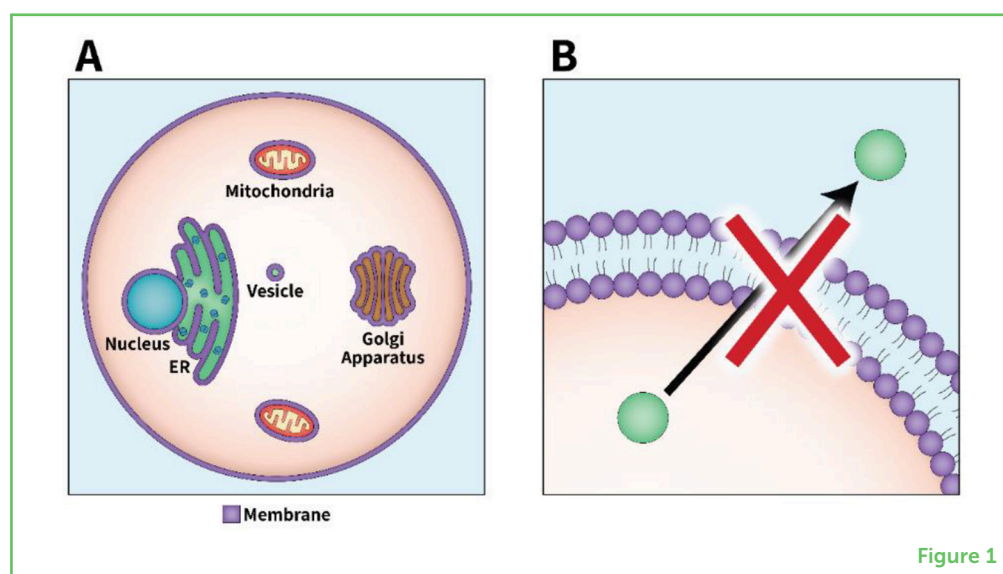 A
B
Mitochondria
Vesicle
Nucleus
ER
Golgi
Apparatus
Membrane
Figure 1